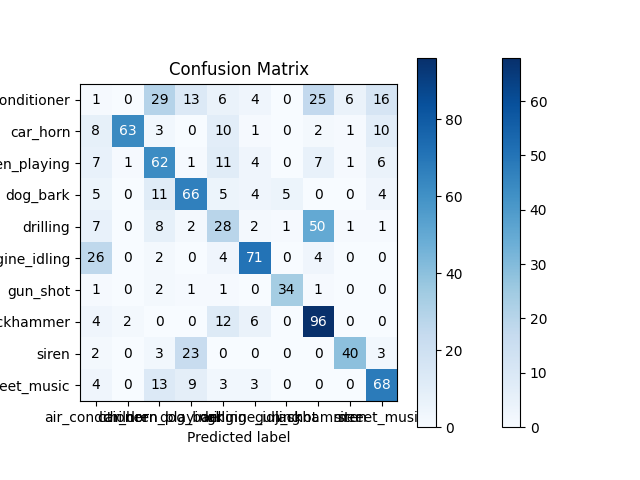 Confusion Matrix
onditioner 1 0 29 13 6 4 0 25 6 16
car_horn 8 63 3 0 10 1 0 2 1 10
en_playing 7 1 62 1 11 4 0 7 1 6
dog_bark 5 0 11 66 5 4 5 0 0 4
drilling 7 0 8 2 28 2 1 50 1 1
gine_idling 26 0 2 0 4 71 0 4 0 0
gun_shot 1 0 2 1 1 0 34 1 0 0
ckhammer 4 2 0 0 12 6 0 96 0 0
siren 2 0 3 23 0 0 0 0 40 3
eet_music 4 0 13 9 3 3 0 0 0 68
Predicted label
80
60
40
20
0
60
50
40
30
20
10
0